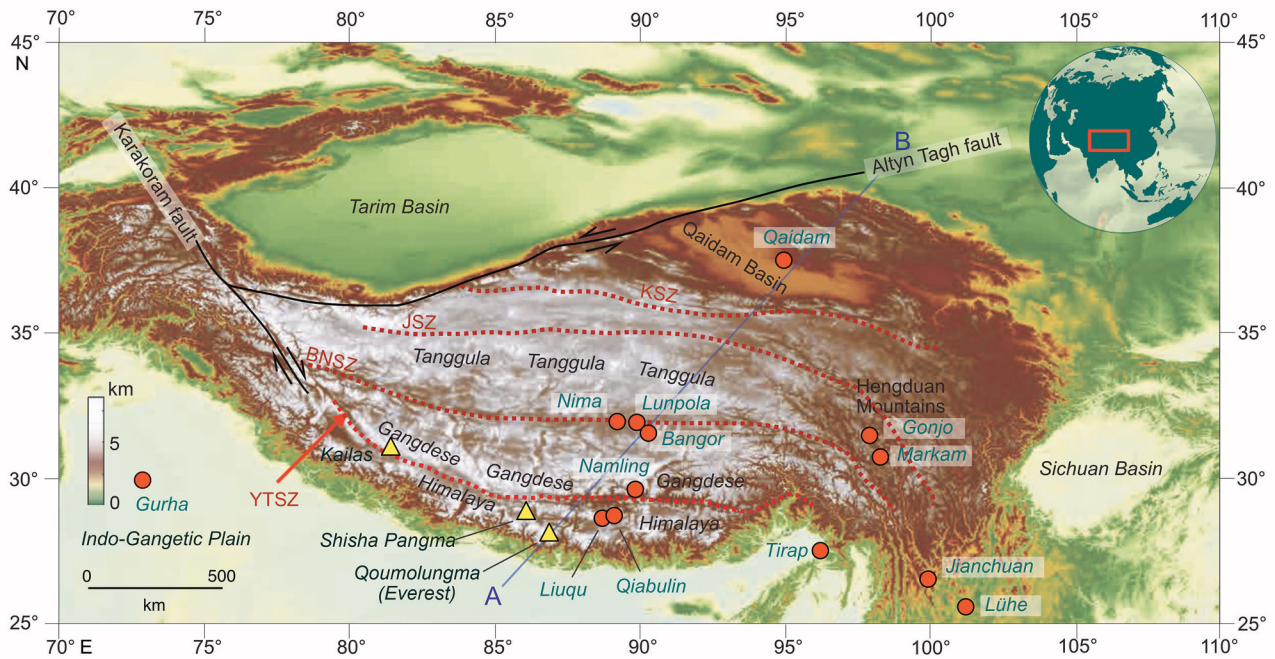 70° 75° 80° 85° 90° 95° 100° 105° 110°
45° 45°
N
Karakoram fault
B
Altyn Tagh fault
40° 40°
Tarim Basin
Qaidam
Qaidam Basin
KSZ
35° 35°
JSZ
BNSZ
Tanggula Tanggula Tanggula
Hengduan
Mountains
km
Nima Lunpola
Gonjo
Bangor
5
Gangdese
Kailas
Markam
Namling
Sichuan Basin
30° 30°
Gangdese Gangdese
0
Gurha
YTSZ
Himalaya
Himalaya
Indo-Gangetic Plain
Shisha Pangma
Tirap
Qoumolungma
(Everest)
Jianchuan
0 500
km
A
Liuqu
Qiabulin
Lühe
25° 25°
70° E 75° 80° 85° 90° 95° 100° 105° 110°